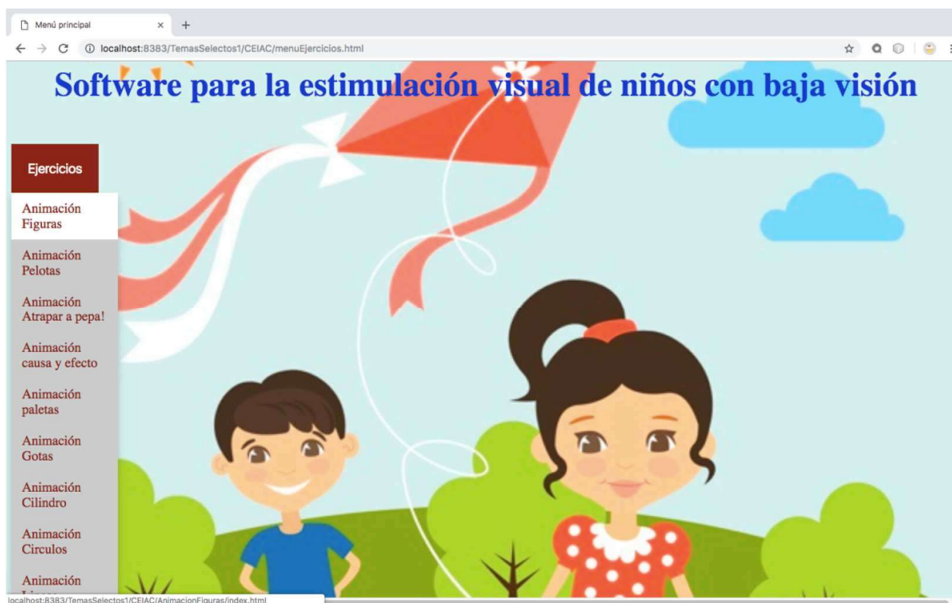 Menú principal
localhost:8383/TemasSelectos1/CEIAC/menuEjercicios.html
Software para la estimulación visual de niños con baja visión
Ejercicios
Animación
Figuras
Animación
Pelotas
Animación
Atrapar a pepa!
Animación
causa y efecto
Animación
paletas
Animación
Gotas
Animación
Cilindro
Animación
Circulos
Animación
localhost:8383/TemasSelectos1/CEIAC/AnimacionFiguras/index.html